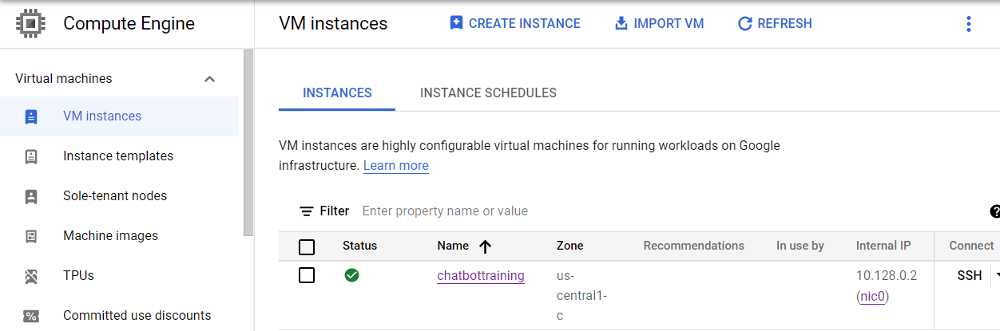 Compute Engine
VM instances
CREATE INSTANCE
IMPORT VM
REFRESH
Virtual machines
VM instances
Instance templates
Sole-tenant nodes
Machine images
TPUs
Committed use discounts
INSTANCES
INSTANCE SCHEDULES
VM instances are highly configurable virtual machines for running workloads on Google
infrastructure. Learn more
Filter Enter property name or value
?
Status Name Zone Recommendations In use by Internal IP Connect
chatbottraining us- 10.128.0.2 SSH
central1- (nic0)
c